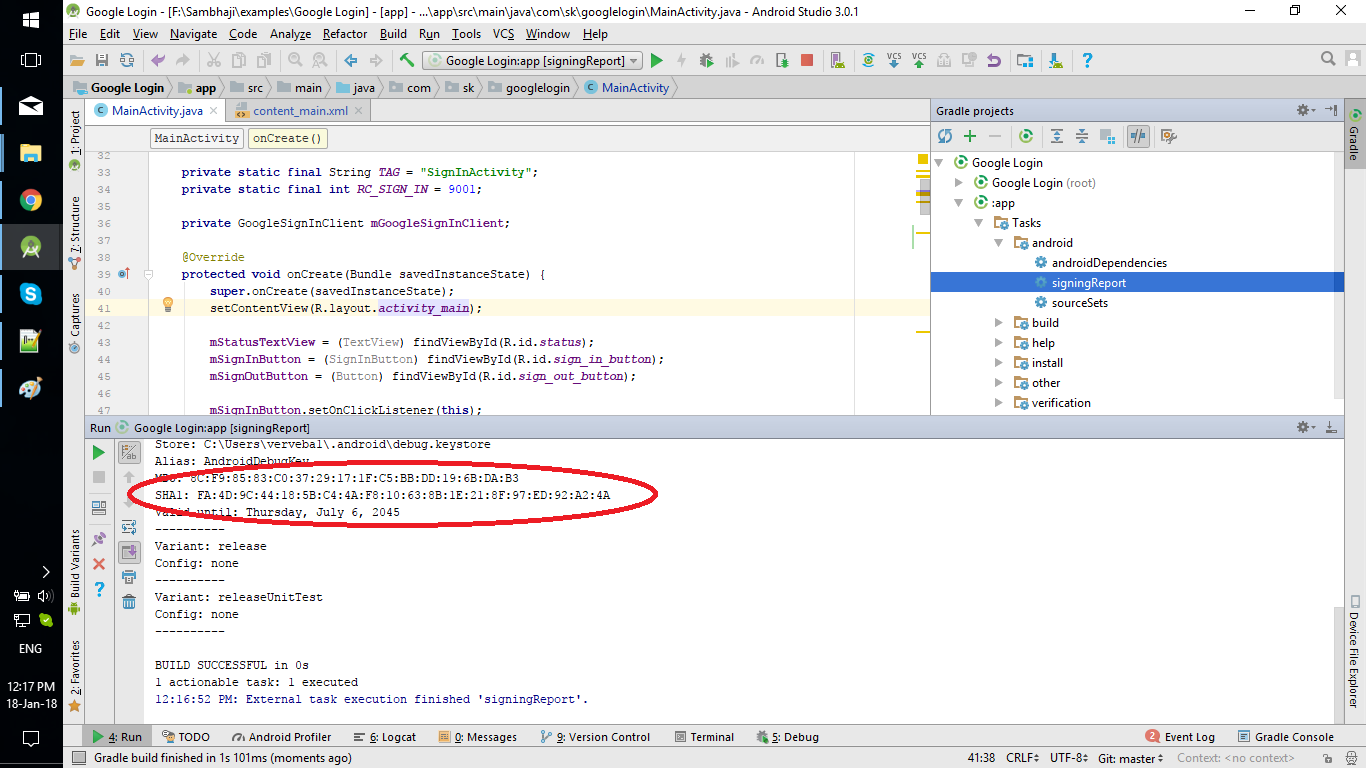 Google Login - [F:\Sambhaji\examples\Google Login] - [app] - ...\app\src\main\java\com\sk\googlelogin\MainActivity.java - Android Studio 3.0.1
File Edit View Navigate Code Analyze Refactor Build Run Tools VCS Window Help
Google Login:app [signingReport]
VCS VCS
Google Login app src main java com sk googlelogin MainActivity
MainActivity.java content_main.xml
MainActivity onCreate()
32
33 private static final String TAG = "SignInActivity";
34 private static final int RC_SIGN_IN = 9001;
35
36 private GoogleSignInClient mGoogleSignInClient;
37
38 @Override
39 protected void onCreate(Bundle savedInstanceState) {
40 super.onCreate(savedInstanceState);
41 setContentView(R.layout.activity_main);
42
43 mStatusTextView = (TextView) findViewById(R.id.status);
44 mSignInButton = (SignInButton) findViewById(R.id.sign_in_button);
45 mSignOutButton = (Button) findViewById(R.id.sign_out_button);
46
47 mSignInButton.setOnClickListener(this);
Gradle projects
Google Login
Google Login (root)
:app
Tasks
android
androidDependencies
signingReport
sourceSets
build
help
install
other
verification
1: Project
7: Structure
Captures
Build Variants
2: Favorites
Gradle
Device File Explorer
Run Google Login:app [signingReport]
Store: C:\Users\vervebal\.android\debug.keystore
Alias: AndroidDebugKey
MD5: 8C:F9:85:83:C0:37:29:17:1F:C5:BB:DD:19:6B:DA:B3
SHA1: FA:4D:9C:44:18:5B:C4:4A:F8:10:63:8B:1E:21:8F:97:ED:92:A2:4A
Valid until: Thursday, July 6, 2045
----------
Variant: release
Config: none
----------
Variant: releaseUnitTest
Config: none
----------
BUILD SUCCESSFUL in 0s
1 actionable task: 1 executed
12:16:52 PM: External task execution finished 'signingReport'.
4: Run TODO Android Profiler 6: Logcat 0: Messages 9: Version Control Terminal 5: Debug 2 Event Log Gradle Console
Gradle build finished in 1s 101ms (moments ago) 41:38 CRLF UTF-8 Git: master Context: <no context>
ENG
12:17 PM
18-Jan-18